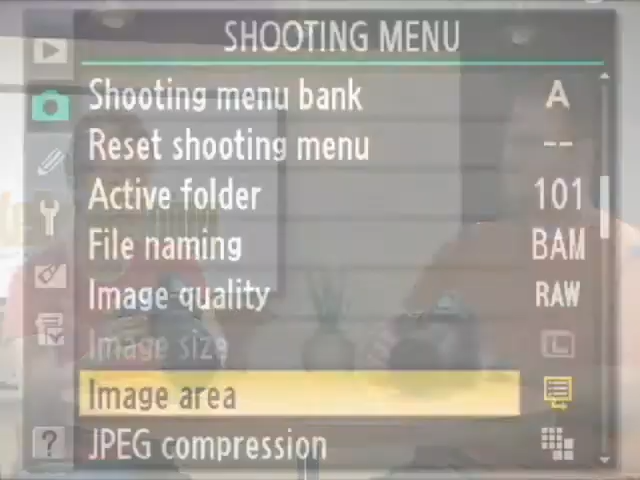 SHOOTING MENU
Shooting menu bank A
Reset shooting menu --
Active folder 101
File naming BAM
Image quality RAW
Image size L
Image area
JPEG compression
?